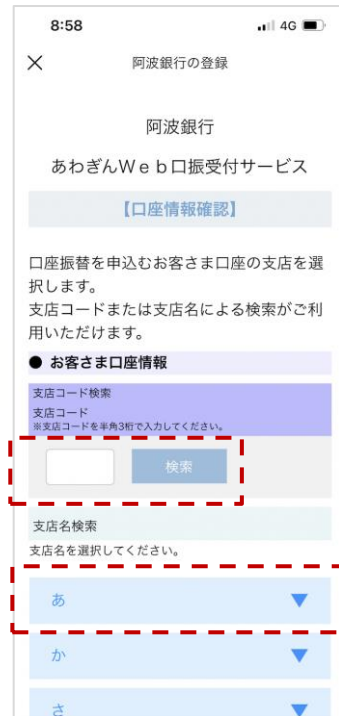 8:58
4G
阿波銀行の登録
阿波銀行
あわぎんWeb口振受付サービス
【口座情報確認】
口座振替を申込むお客さま口座の支店を選
択します。
支店コードまたは支店名による検索がご利
用いただけます。
● お客さま口座情報
支店コード検索
支店コード
※支店コードを半角3桁で入力してください。
検索
支店名検索
支店名を選択してください。
あ
か
さ